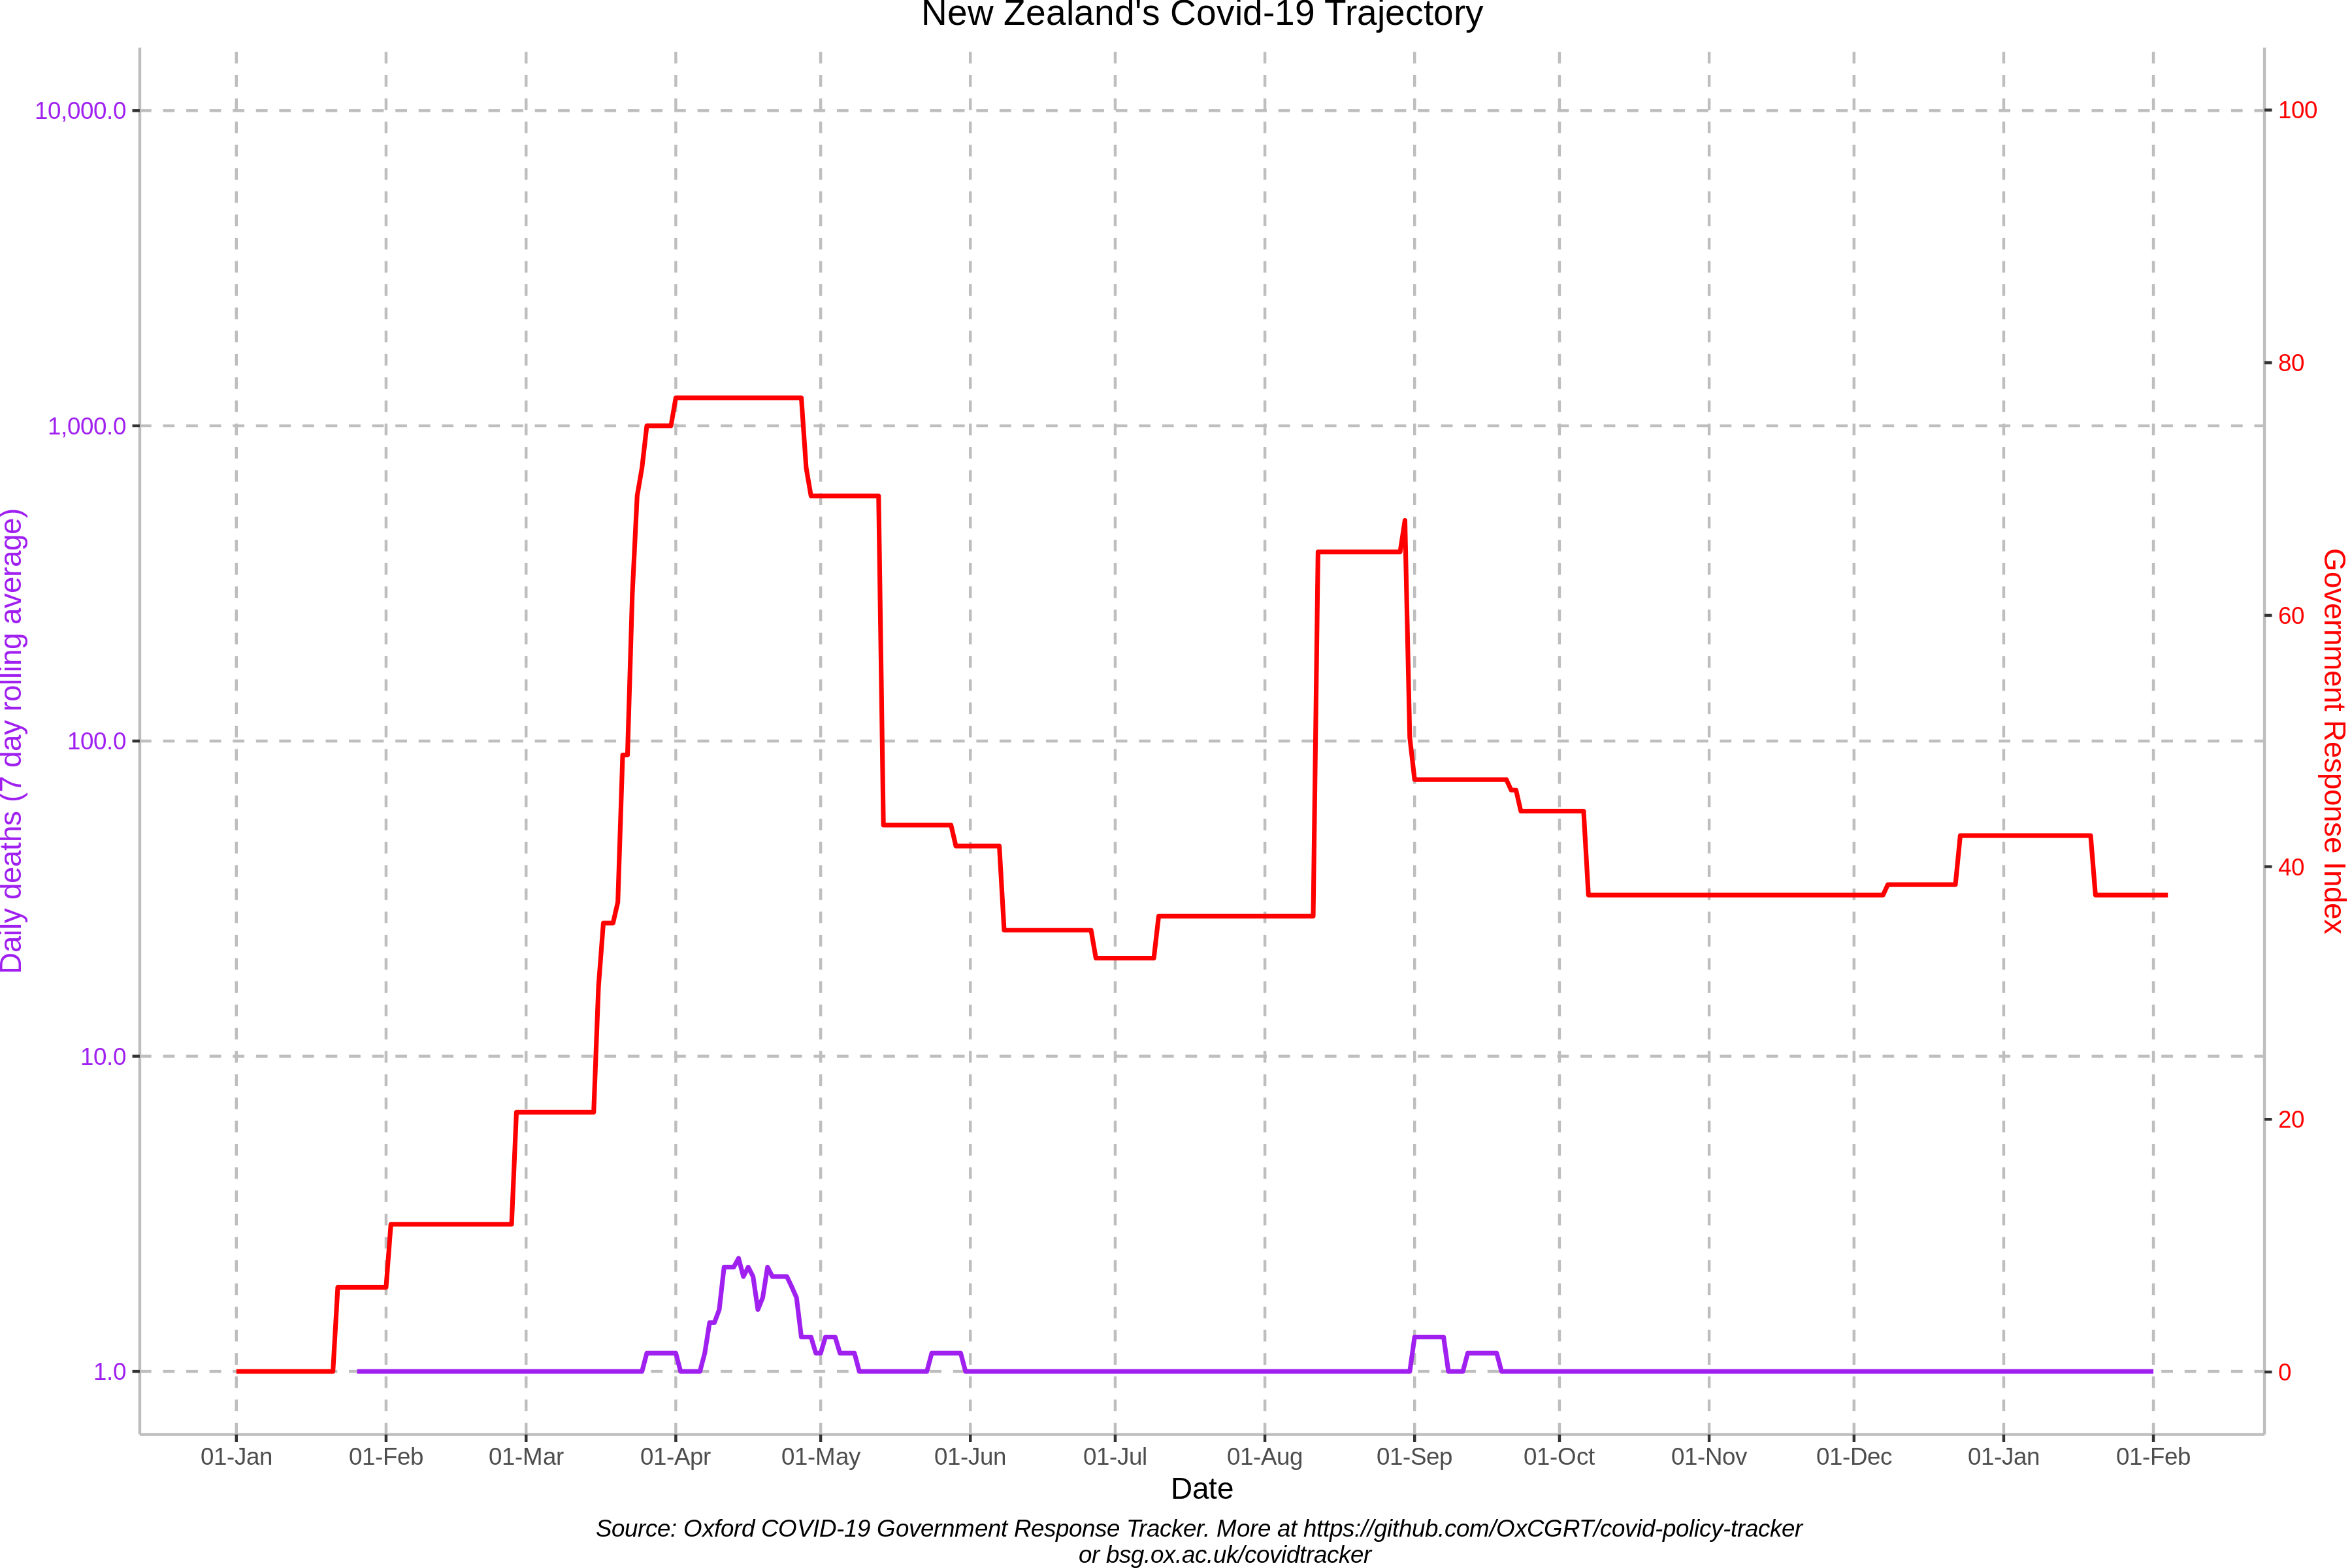 New Zealand's Covid-19 Trajectory
10,000.0
1,000.0
100.0
10.0
1.0
Daily deaths (7 day rolling average)
100
80
60
40
20
0
Government Response Index
01-Jan 01-Feb 01-Mar 01-Apr 01-May 01-Jun 01-Jul 01-Aug 01-Sep 01-Oct 01-Nov 01-Dec 01-Jan 01-Feb
Date
Source: Oxford COVID-19 Government Response Tracker. More at https://github.com/OxCGRT/covid-policy-tracker
or bsg.ox.ac.uk/covidtracker